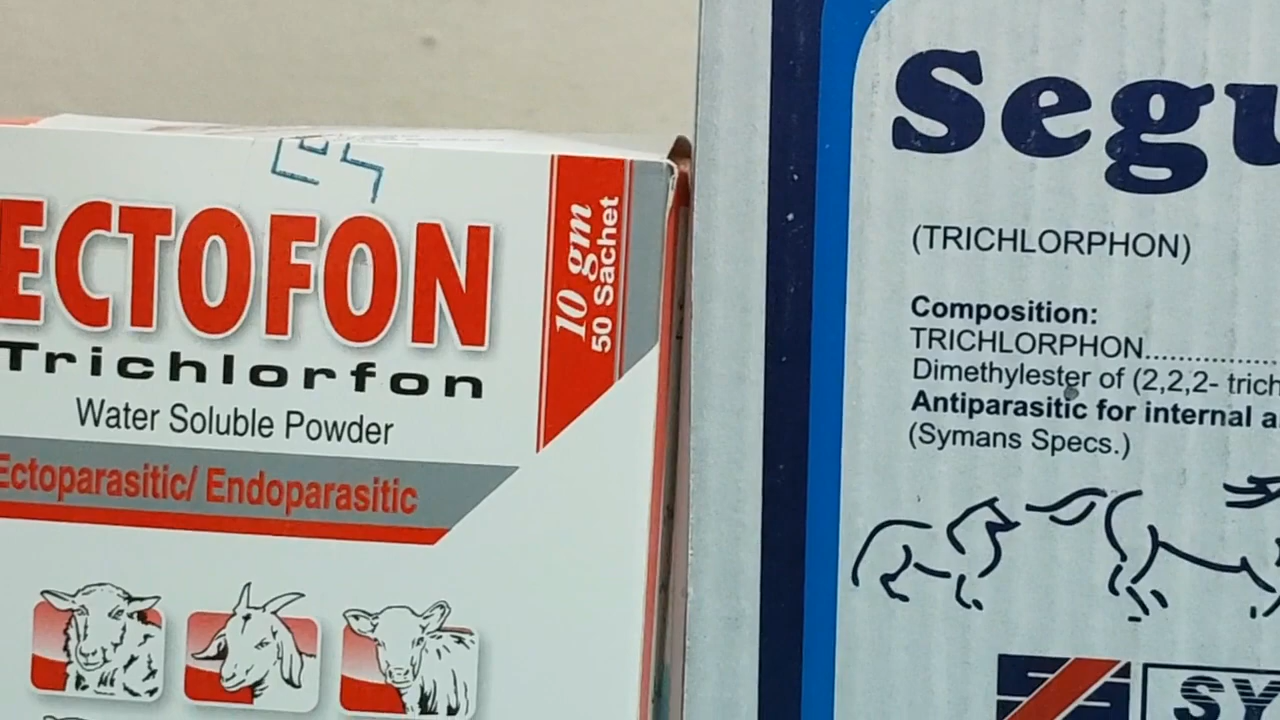 ECTOFON
Trichlorfon
Water Soluble Powder
Ectoparasitic/ Endoparasitic
10 gm
50 Sachet
Segu
(TRICHLORPHON)
Composition:
TRICHLORPHON....................
Dimethylester of (2,2,2- trich
Antiparasitic for internal a
(Symans Specs.)
SY